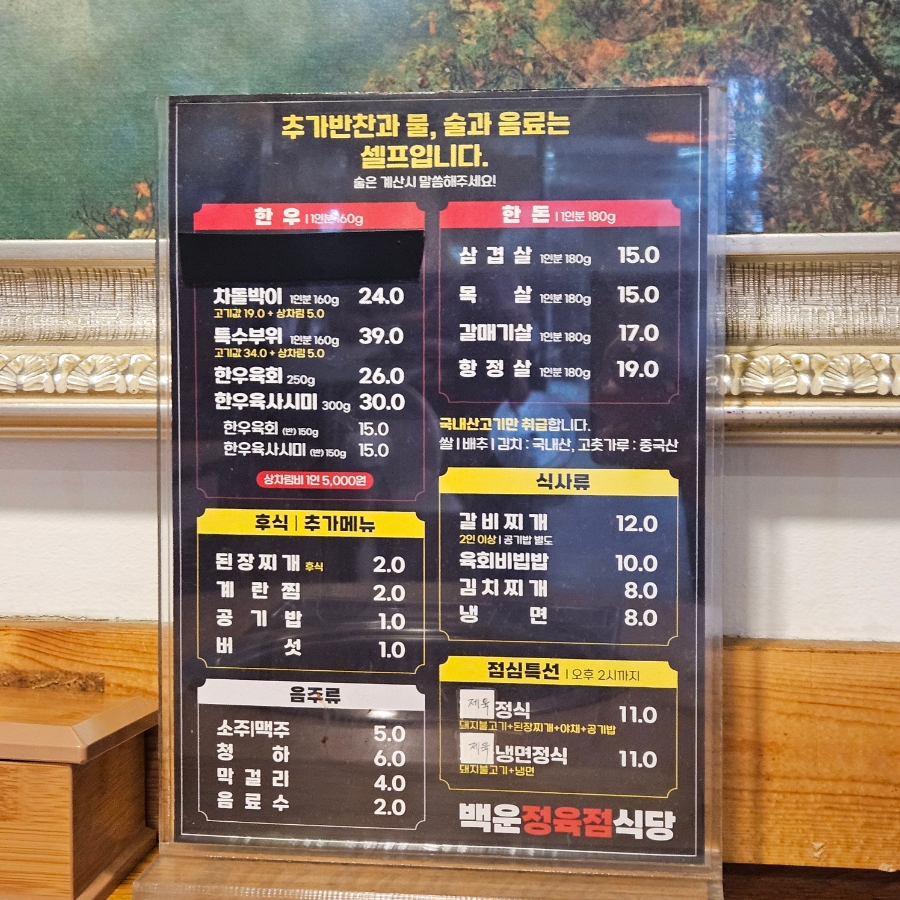 추가반찬과 물, 술과 음료는
셀프입니다.
술은 계산시 말씀해주세요!
한우 | 1인분 160g
차돌박이 1인분 160g 24.0
고기값 19.0 + 상차림 5.0
특수부위 1인분 160g 39.0
고기값 34.0 + 상차림 5.0
한우육회 250g 26.0
한우육사시미 300g 30.0
한우육회 (반) 150g 15.0
한우육사시미 (반) 150g 15.0
상차림비 1인 5,000원
후식 | 추가메뉴
된장찌개 후식 2.0
계란찜 2.0
공기밥 1.0
버섯 1.0
음주류
소주|맥주 5.0
청하 6.0
막걸리 4.0
음료수 2.0
한돈 | 1인분 180g
삼겹살 1인분 180g 15.0
목살 1인분 180g 15.0
갈매기살 1인분 180g 17.0
항정살 1인분 180g 19.0
국내산고기만 취급합니다.
쌀 | 배추 | 김치 : 국내산, 고춧가루 : 중국산
식사류
갈비찌개 12.0
2인 이상 | 공기밥 별도
육회비빔밥 10.0
김치찌개 8.0
냉면 8.0
점심특선 | 오후 2시까지
제육정식 11.0
돼지불고기+된장찌개+야채+공기밥
제육냉면정식 11.0
돼지불고기+냉면
백운정육점식당